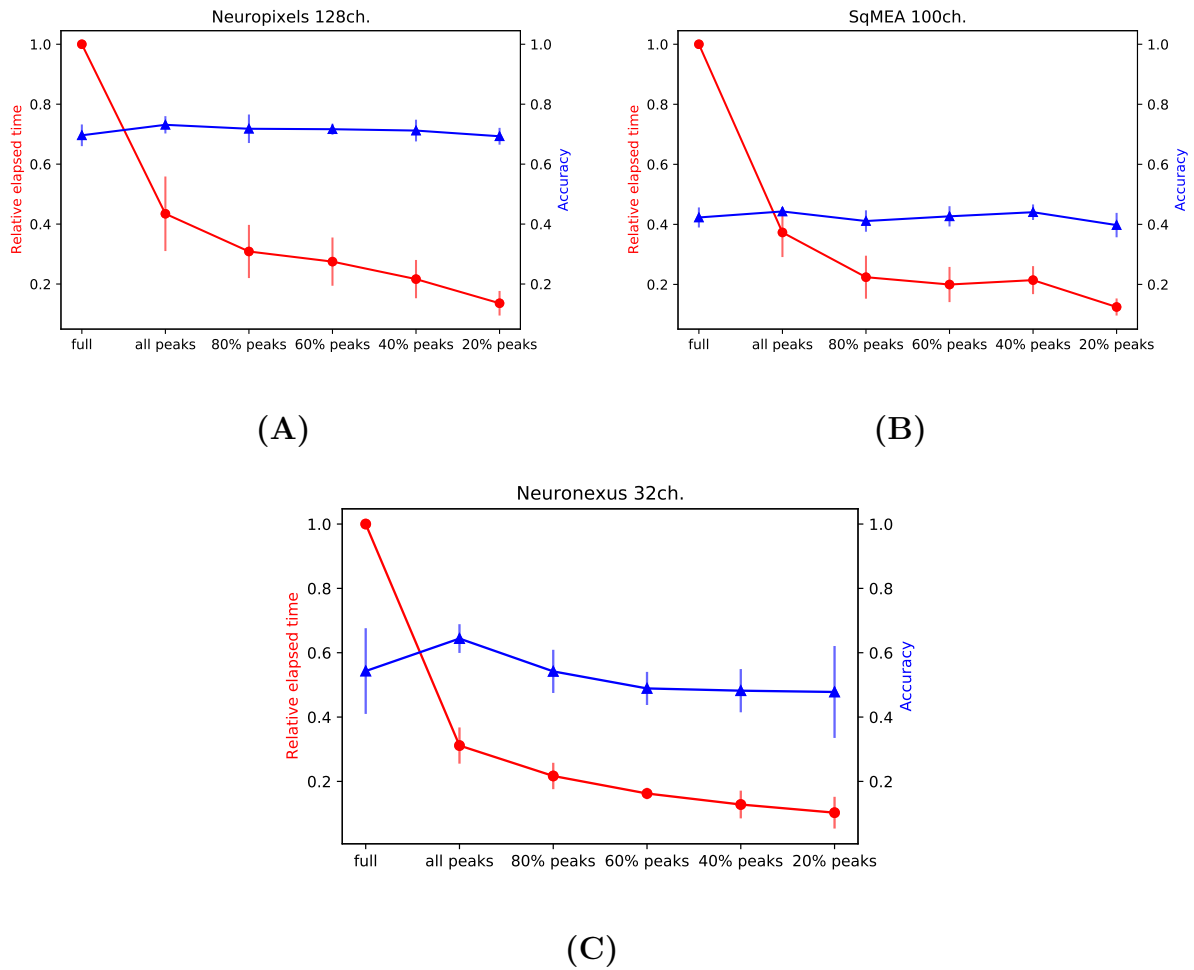 Neuropixels 128ch.
Relative elapsed time
1.0
0.8
0.6
0.4
0.2
1.0
0.8
0.6
0.4
0.2
Accuracy
full
all peaks
80% peaks
60% peaks
40% peaks
20% peaks
(A)
SqMEA 100ch.
Relative elapsed time
1.0
0.8
0.6
0.4
0.2
1.0
0.8
0.6
0.4
0.2
Accuracy
full
all peaks
80% peaks
60% peaks
40% peaks
20% peaks
(B)
Neuronexus 32ch.
Relative elapsed time
1.0
0.8
0.6
0.4
0.2
1.0
0.8
0.6
0.4
0.2
Accuracy
full
all peaks
80% peaks
60% peaks
40% peaks
20% peaks
(C)